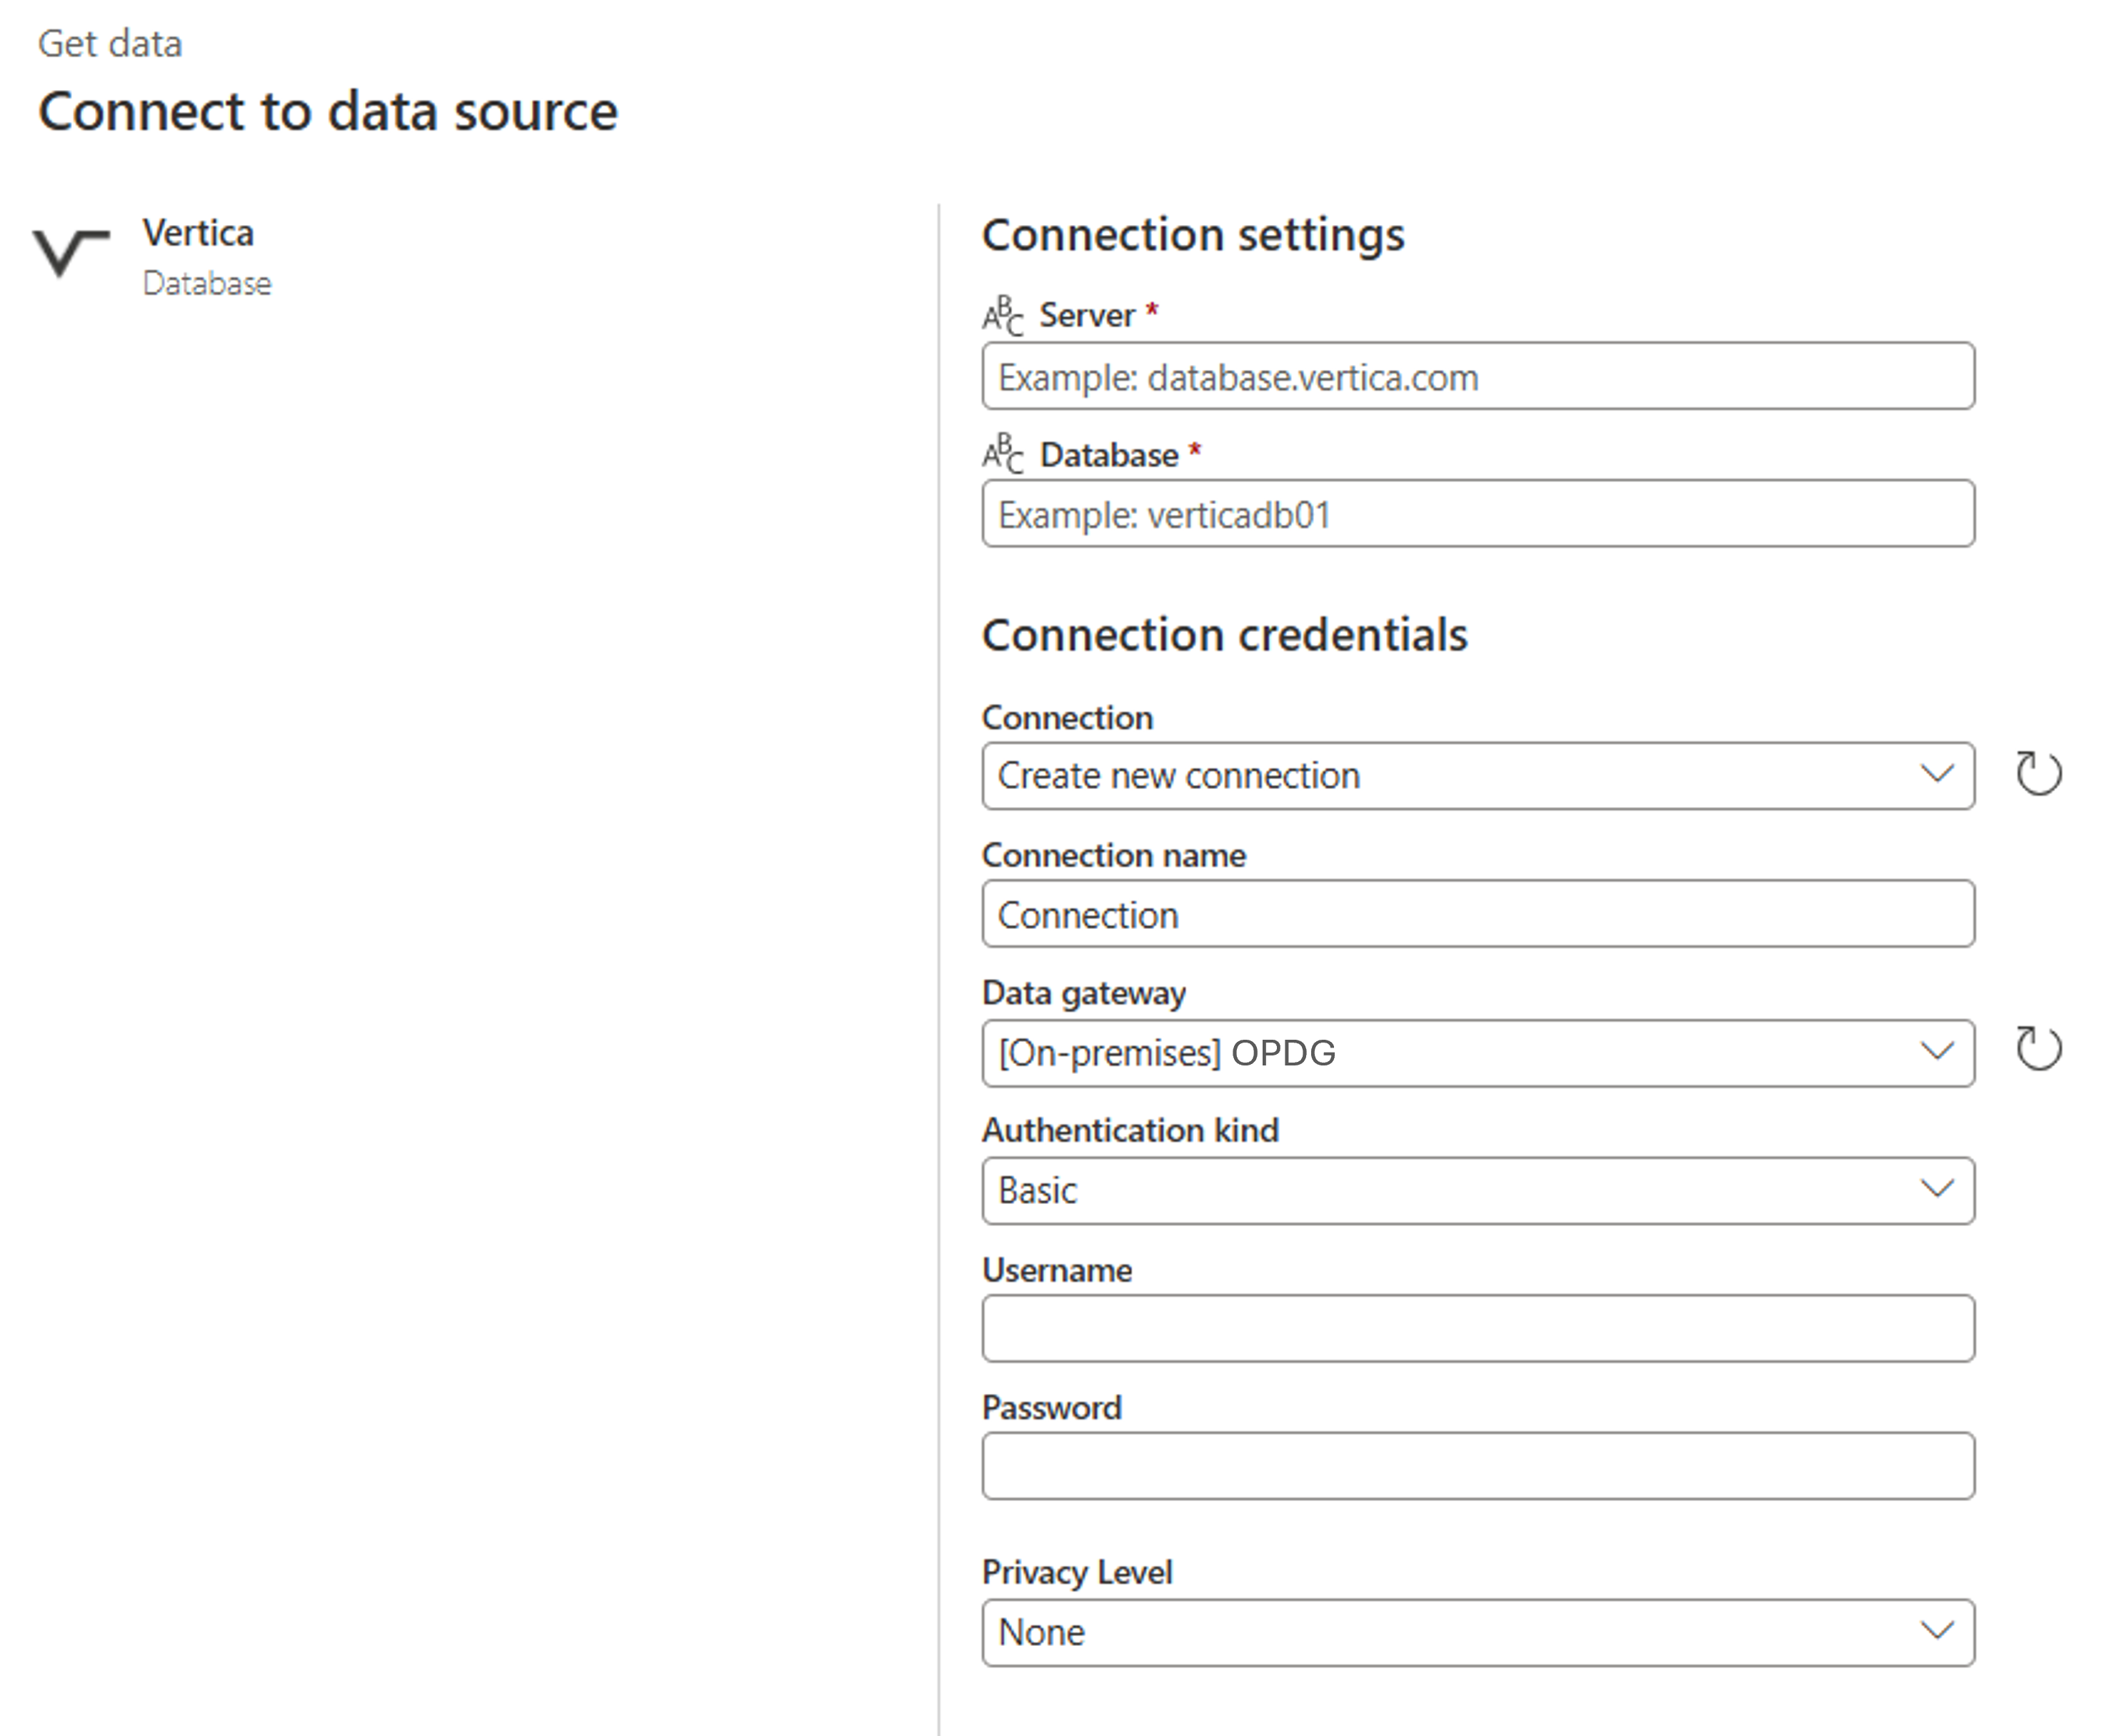 Get data
Connect to data source
Vertica
Database
Connection settings
ABC Server *
Example: database.vertica.com
ABC Database *
Example: verticadb01
Connection credentials
Connection
Create new connection
Connection name
Connection
Data gateway
[On-premises] OPDG
Authentication kind
Basic
Username
Password
Privacy Level
None